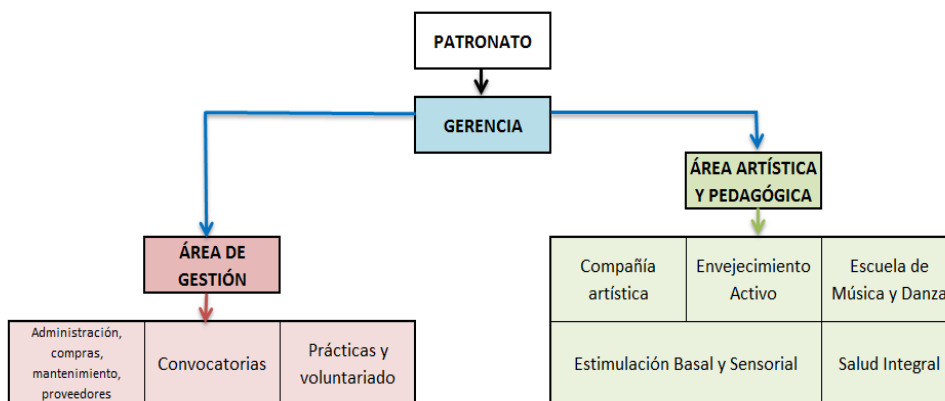 PATRONATO
GERENCIA
ÁREA ARTÍSTICA
Y PEDAGÓGICA
ÁREA DE
GESTIÓN
Compañía
artística
Envejecimiento
Activo
Escuela de
Música y Danza
Estimulación Basal y Sensorial
Salud Integral
Administración,
compras,
mantenimiento,
proveedores
Convocatorias
Prácticas y
voluntariado